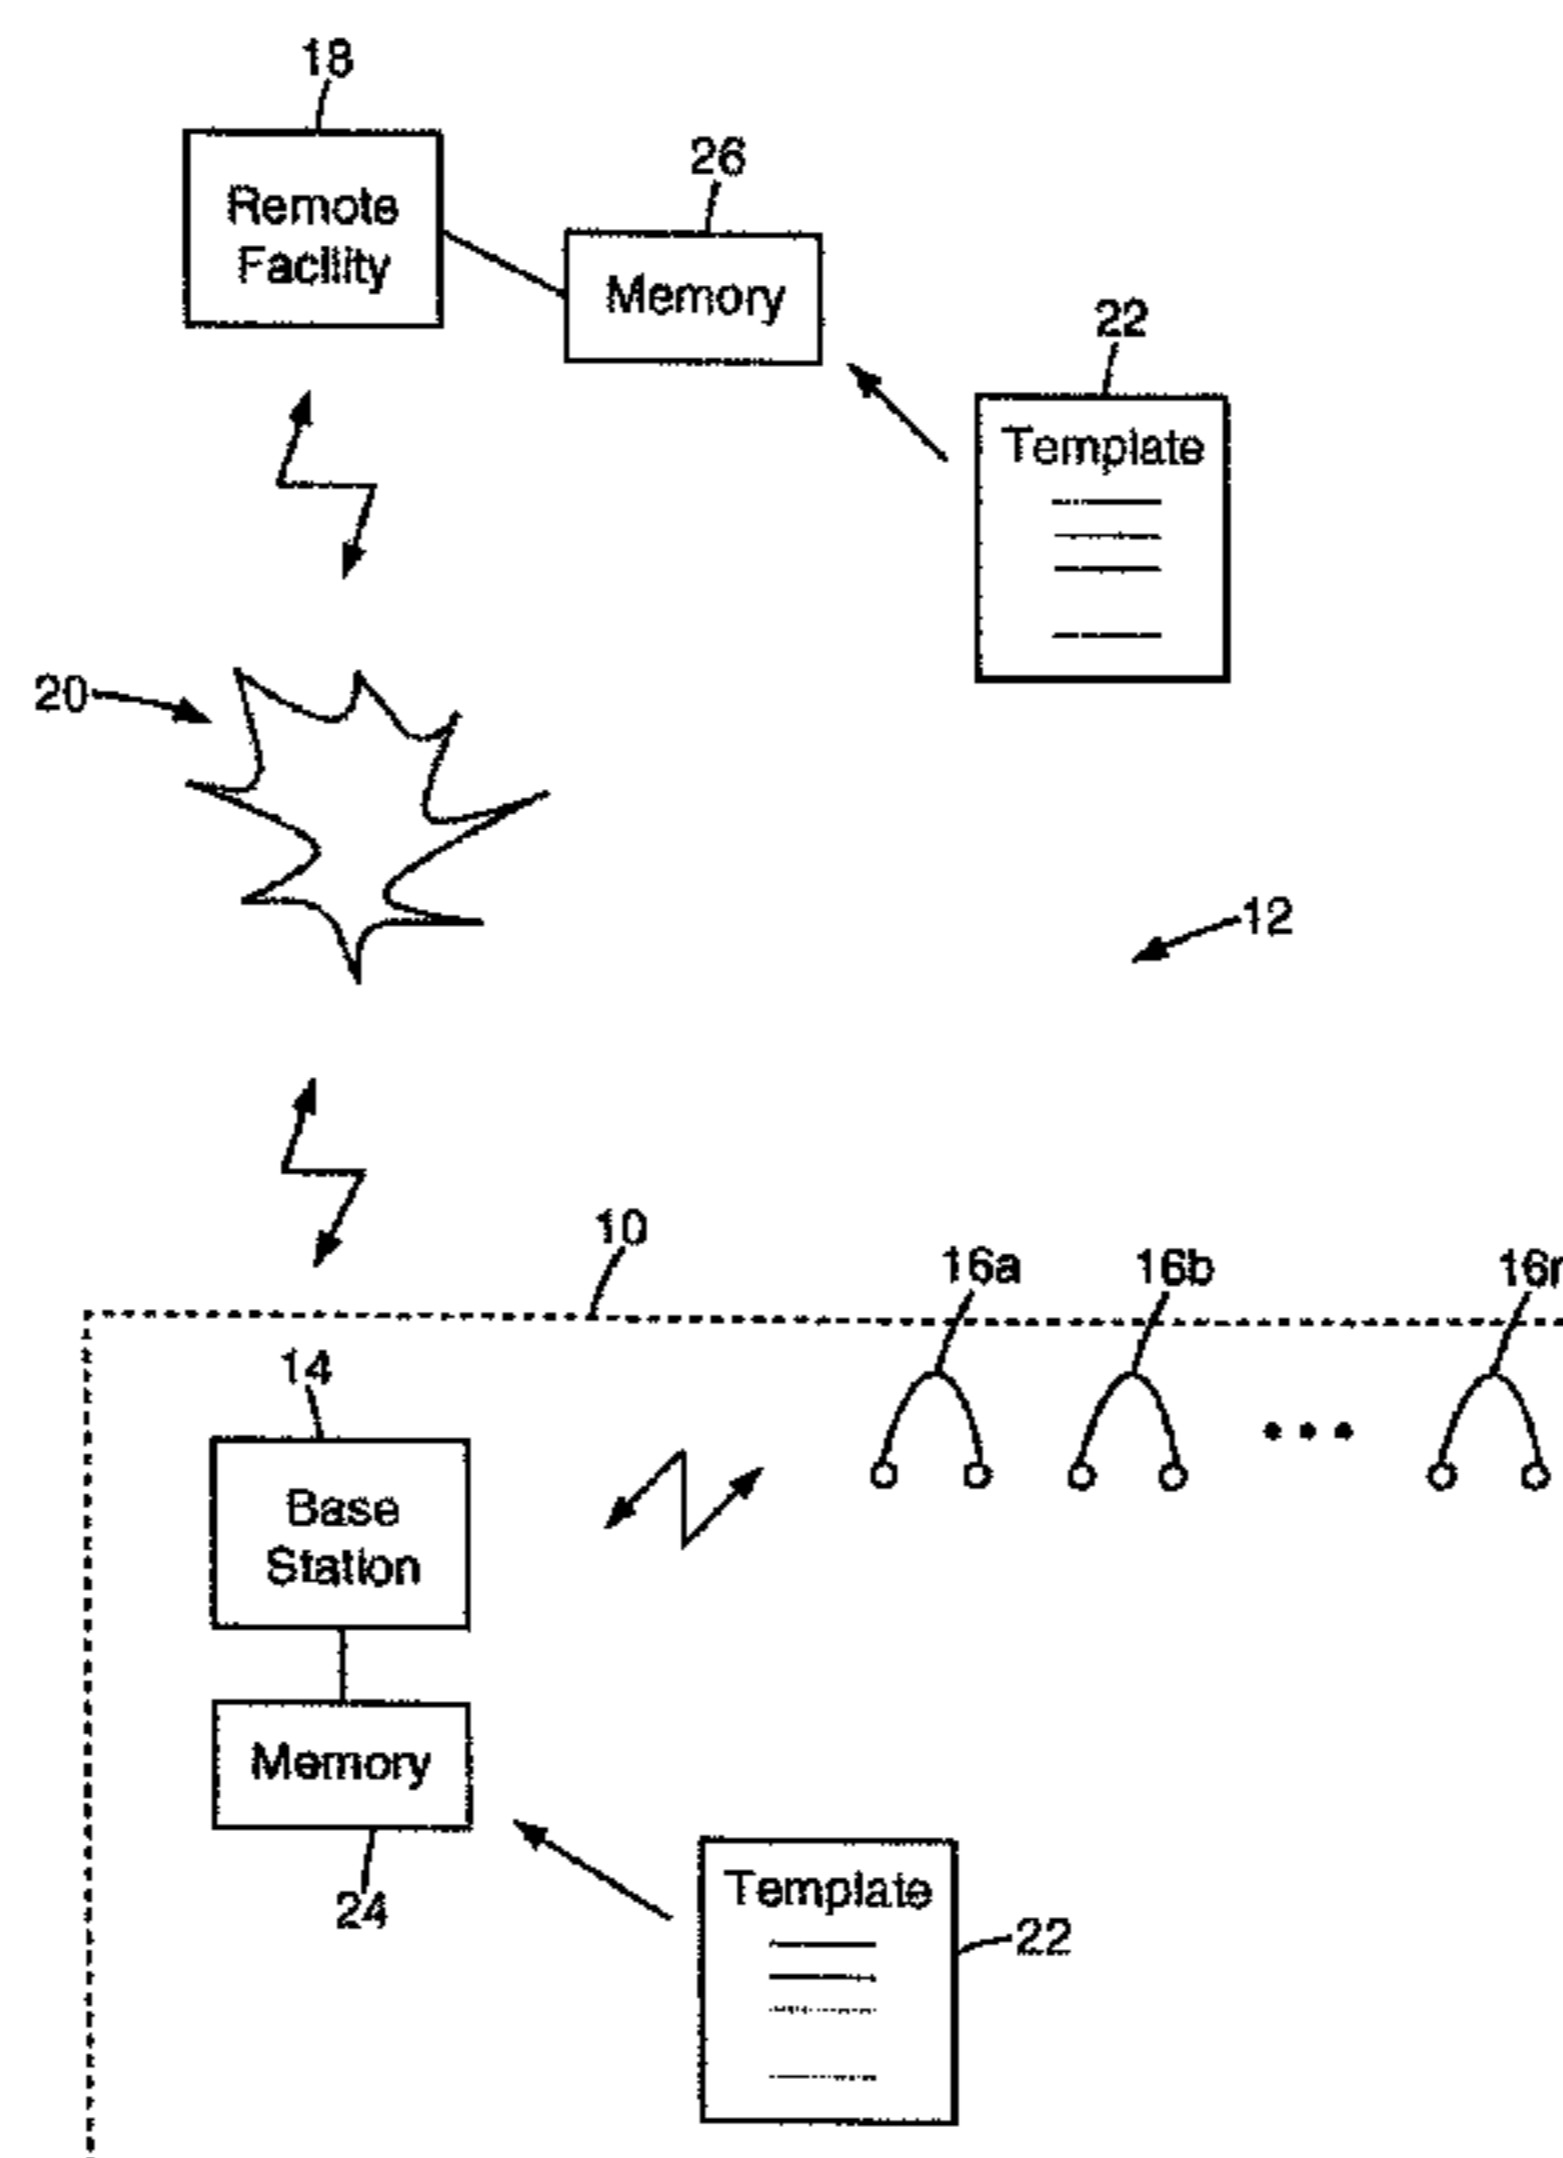 18
Remote
Facility
26
Memory
22
Template
20
12
10
16a
16b
14
Base
Station
Memory
24
Template
22